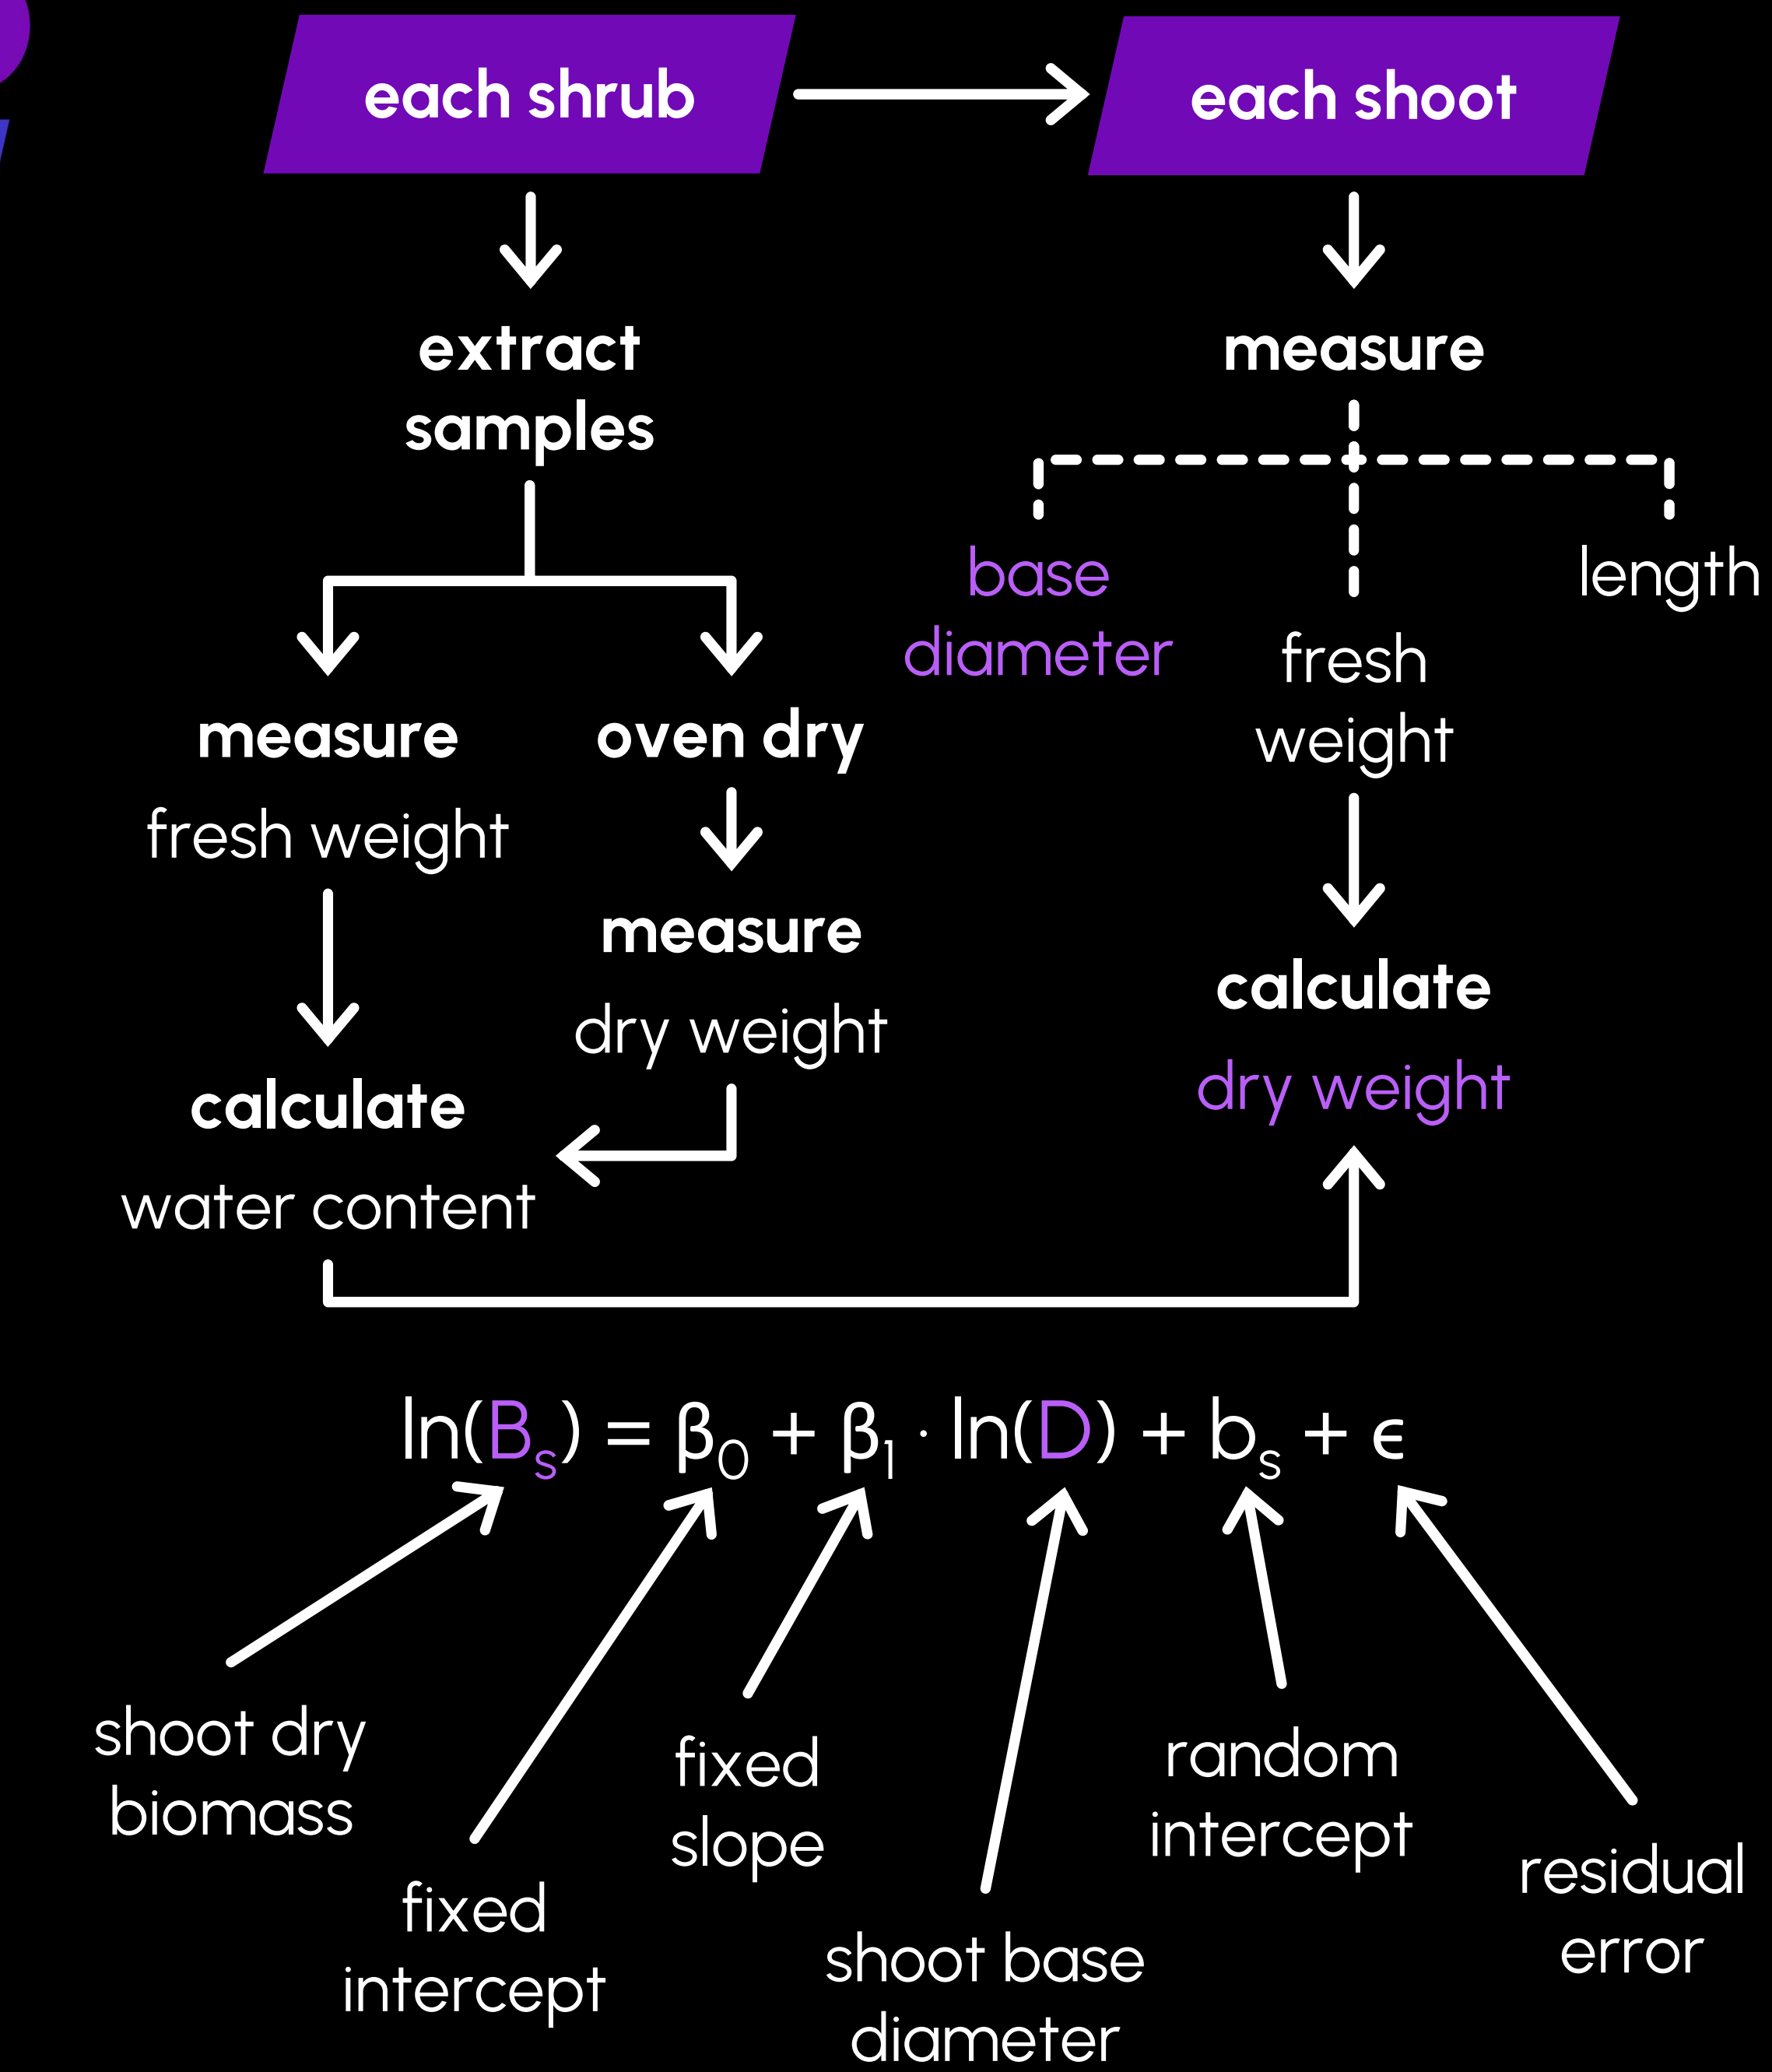 each shrub
each shoot
extract
samples
measure
base
diameter
fresh
weight
length
measure
fresh weight
oven dry
measure
dry weight
calculate
water content
calculate
dry weight
ln(Bₛ) = β₀ + β₁ · ln(D) + bₛ + ϵ
shoot dry
biomass
fixed
intercept
fixed
slope
shoot base
diameter
random
intercept
residual
error